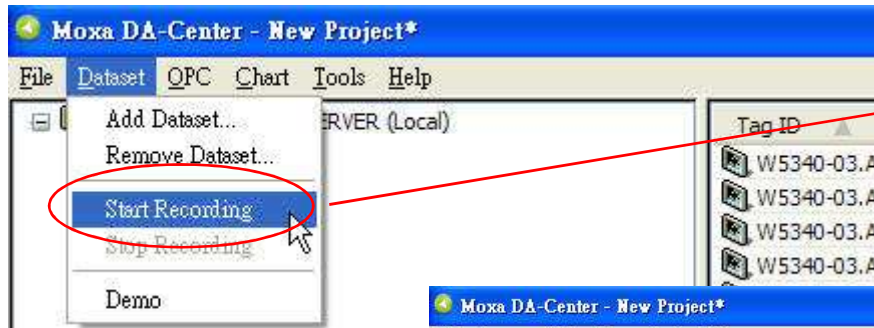 Moxa DA-Center - New Project*
File Dataset OPC Chart Tools Help
Add Dataset...
ERVER (Local)
Tag ID
Remove Dataset...
W5340-03.A
Start Recording
W5340-03.A
Stop Recording
W5340-03.A
W5340-03.A
Demo
Moxa DA-Center - New Project*